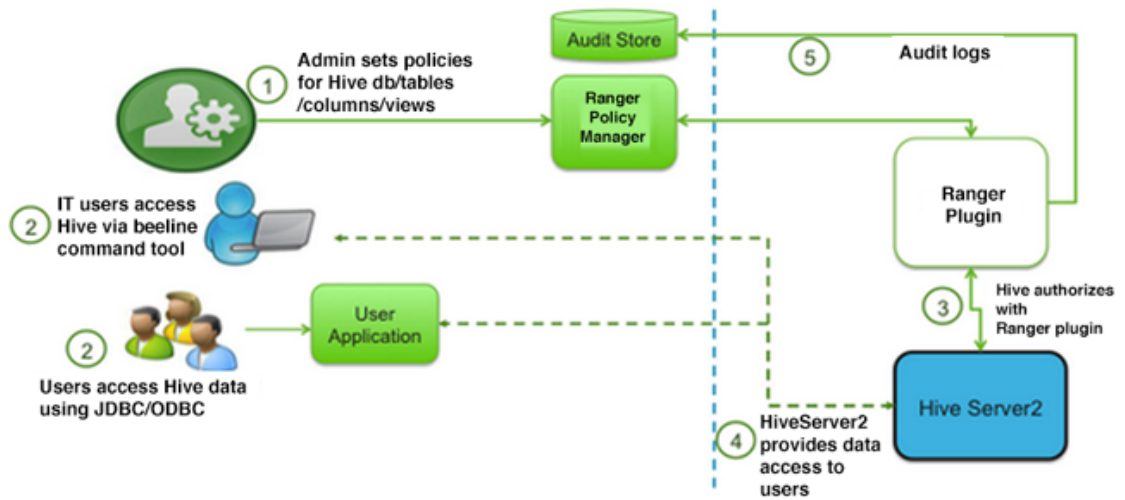 1
Admin sets policies
for Hive db/tables
/columns/views
Audit Store
5
Audit logs
Ranger
Policy
Manager
Ranger
Plugin
2
IT users access
Hive via beeline
command tool
User
Application
3
Hive authorizes
with
Ranger plugin
2
Users access Hive data
using JDBC/ODBC
4
HiveServer2
provides data
access to
users
Hive Server2